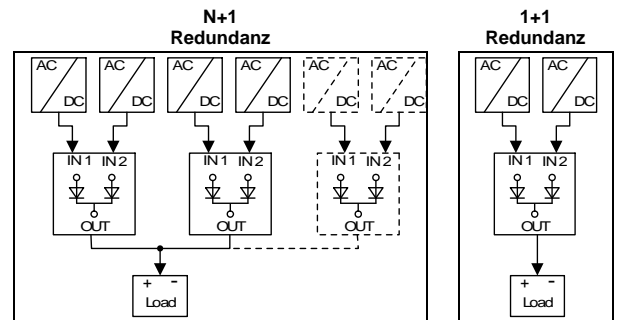 N+1
Redundanz
1+1
Redundanz
AC DC AC DC AC DC AC DC AC DC AC DC
AC DC AC DC
IN 1 IN 2 IN 1 IN 2 IN 1 IN 2
IN 1 IN 2
OUT OUT OUT
OUT
+ -
Load
+ -
Load